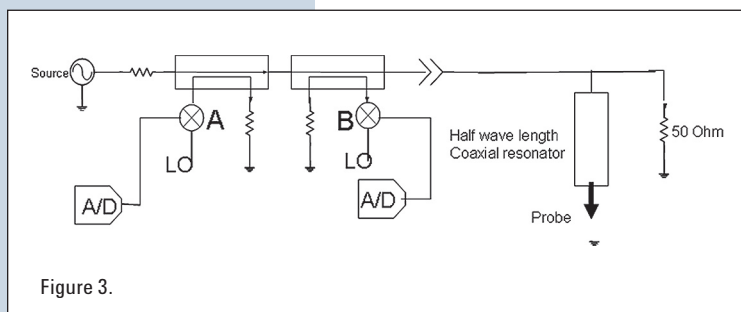 Source
A
B
LO
LO
A/D
A/D
Half wave length
Coaxial resonator
50 Ohm
Probe
Figure 3.